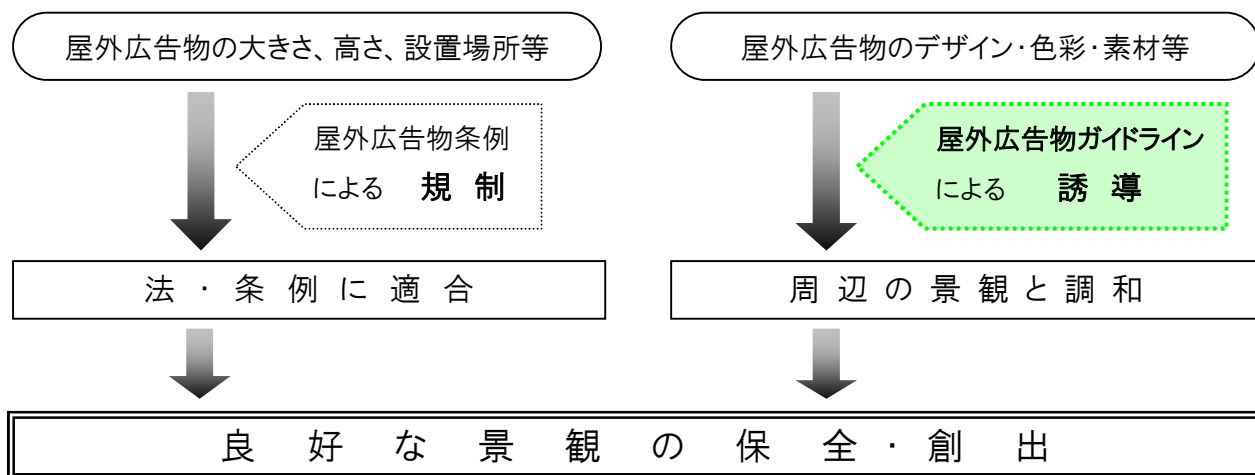 屋外広告物の大きさ、高さ、設置場所等
屋外広告物のデザイン・色彩・素材等
屋外広告物条例
による 規 制
屋外広告物ガイドライン
による 誘 導
法・条例に適合
周辺の景観と調和
良好な景観の保全・創出